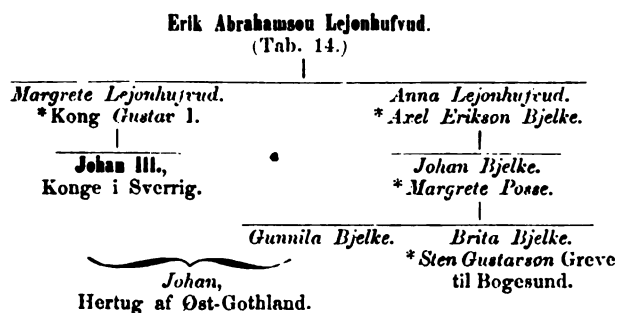 Erik Abrahamsou Lejonhufvud.
(Tab. 14.)
Margrete Lejonhufvud. Anna Lejonhufvud.
*Kong Gustav I. *Axel Erikson Bjelke.
Johan III., Johan Bjelke.
Konge i Sverrig. *Margrete Posse.
Gunnila Bjelke. Brita Bjelke.
*Sten Gustavson Greve
Johan, til Bogesund.
Hertug af Øst-Gothland.